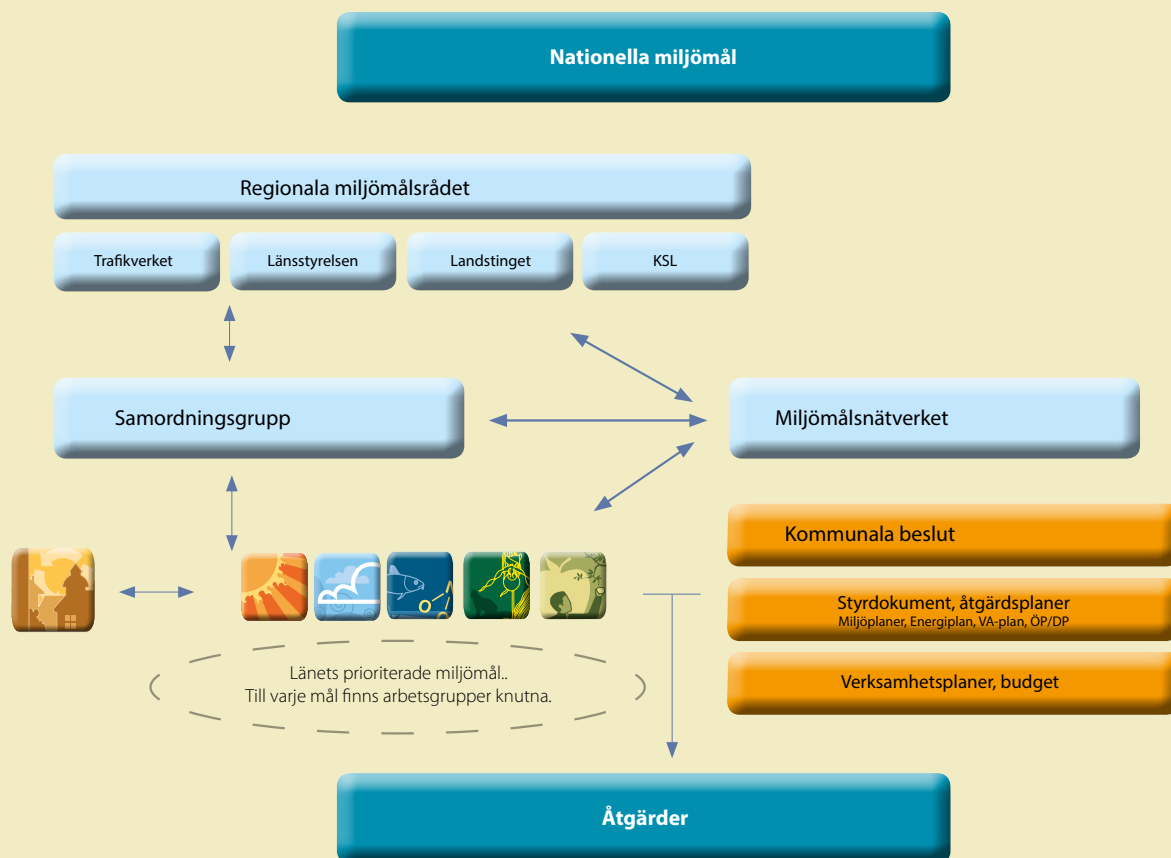 Nationella miljömål
Regionala miljömålsrådet
Trafikverket
Länsstyrelsen
Landstinget
KSL
Samordningsgrupp
Miljömålsnätverket
Kommunala beslut
Styrdokument, åtgärdsplaner
Miljöplaner, Energiplan, VA-plan, ÖP/DP
Verksamhetsplaner, budget
Länets prioriterade miljömål..
Till varje mål finns arbetsgrupper knutna.
Åtgärder